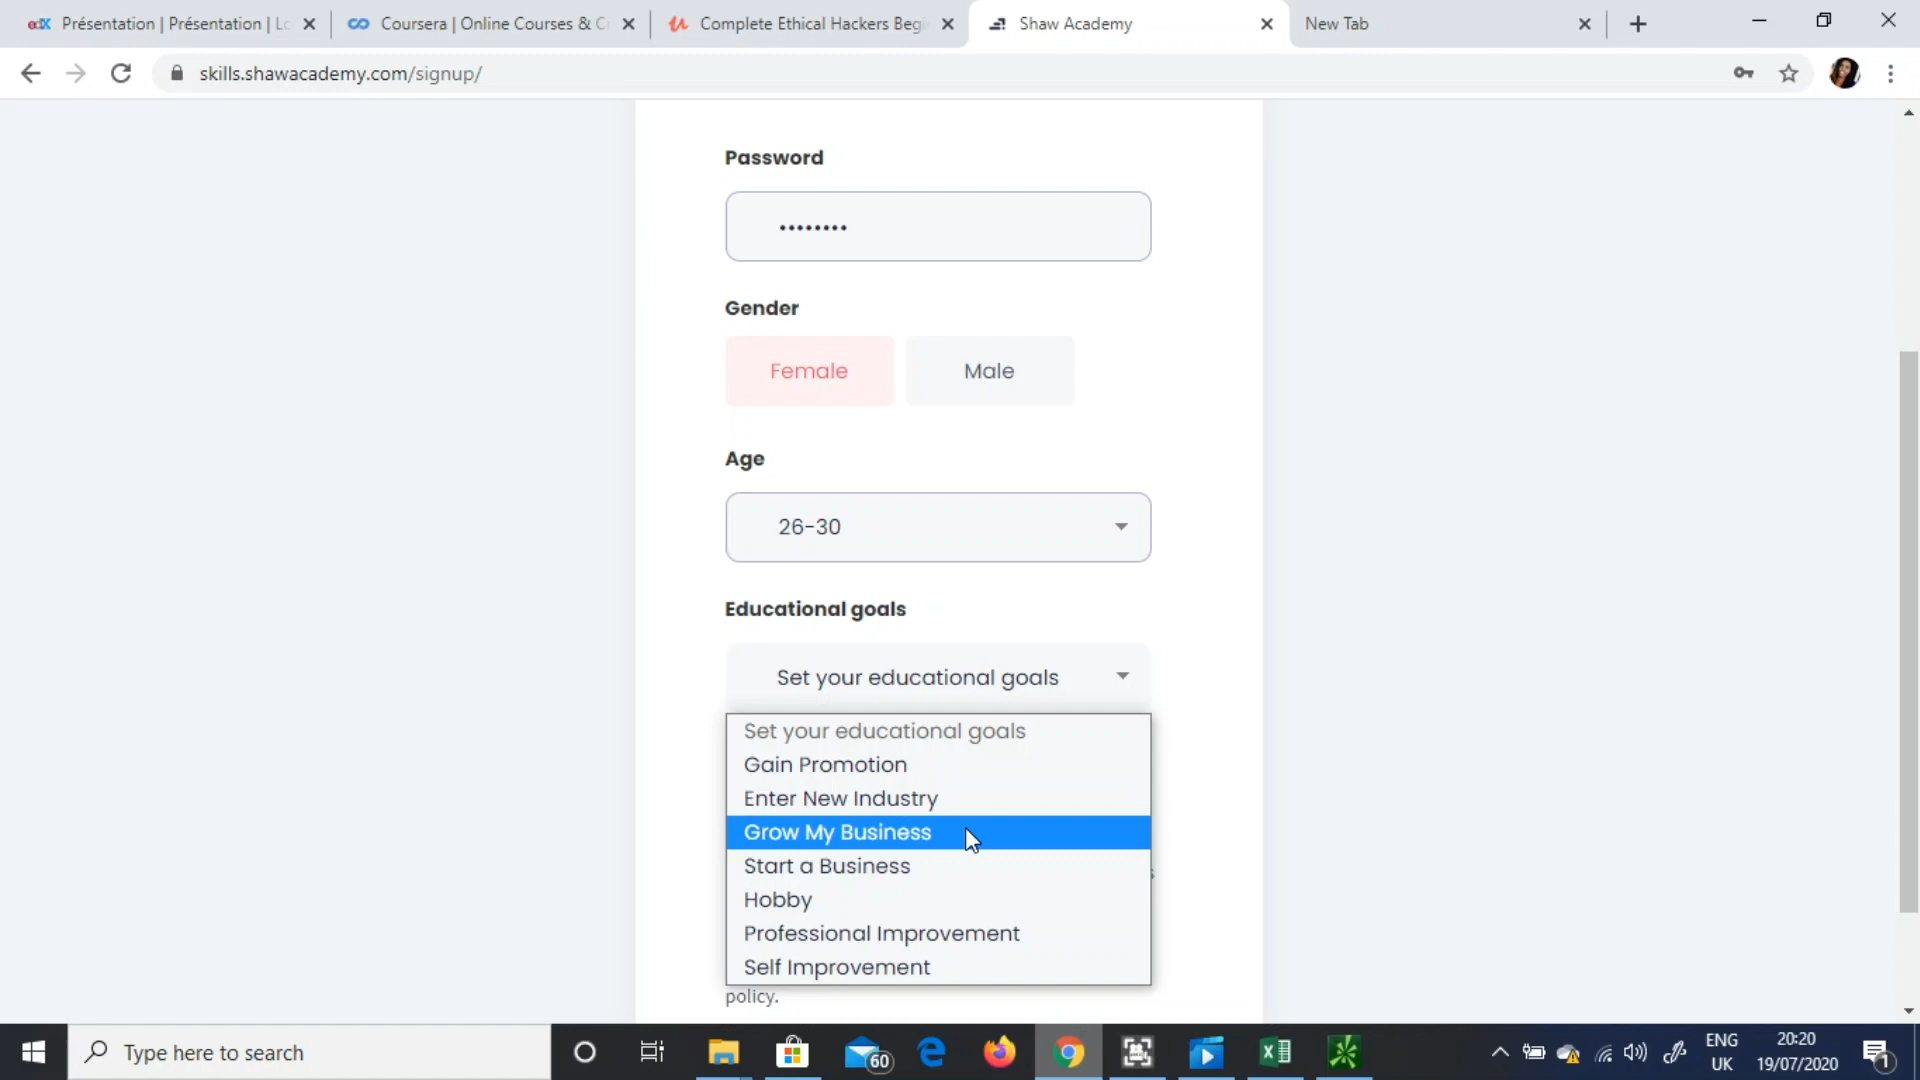 edX Présentation | Présentation | Lo
Coursera | Online Courses & C
Complete Ethical Hackers Begi
Shaw Academy
New Tab
skills.shawacademy.com/signup/
Password
••••••••
Gender
Female
Male
Age
26-30
Educational goals
Set your educational goals
Set your educational goals
Gain Promotion
Enter New Industry
Grow My Business
Start a Business
Hobby
Professional Improvement
Self Improvement
policy.
Type here to search
60
ENG
UK
20:20
19/07/2020
1